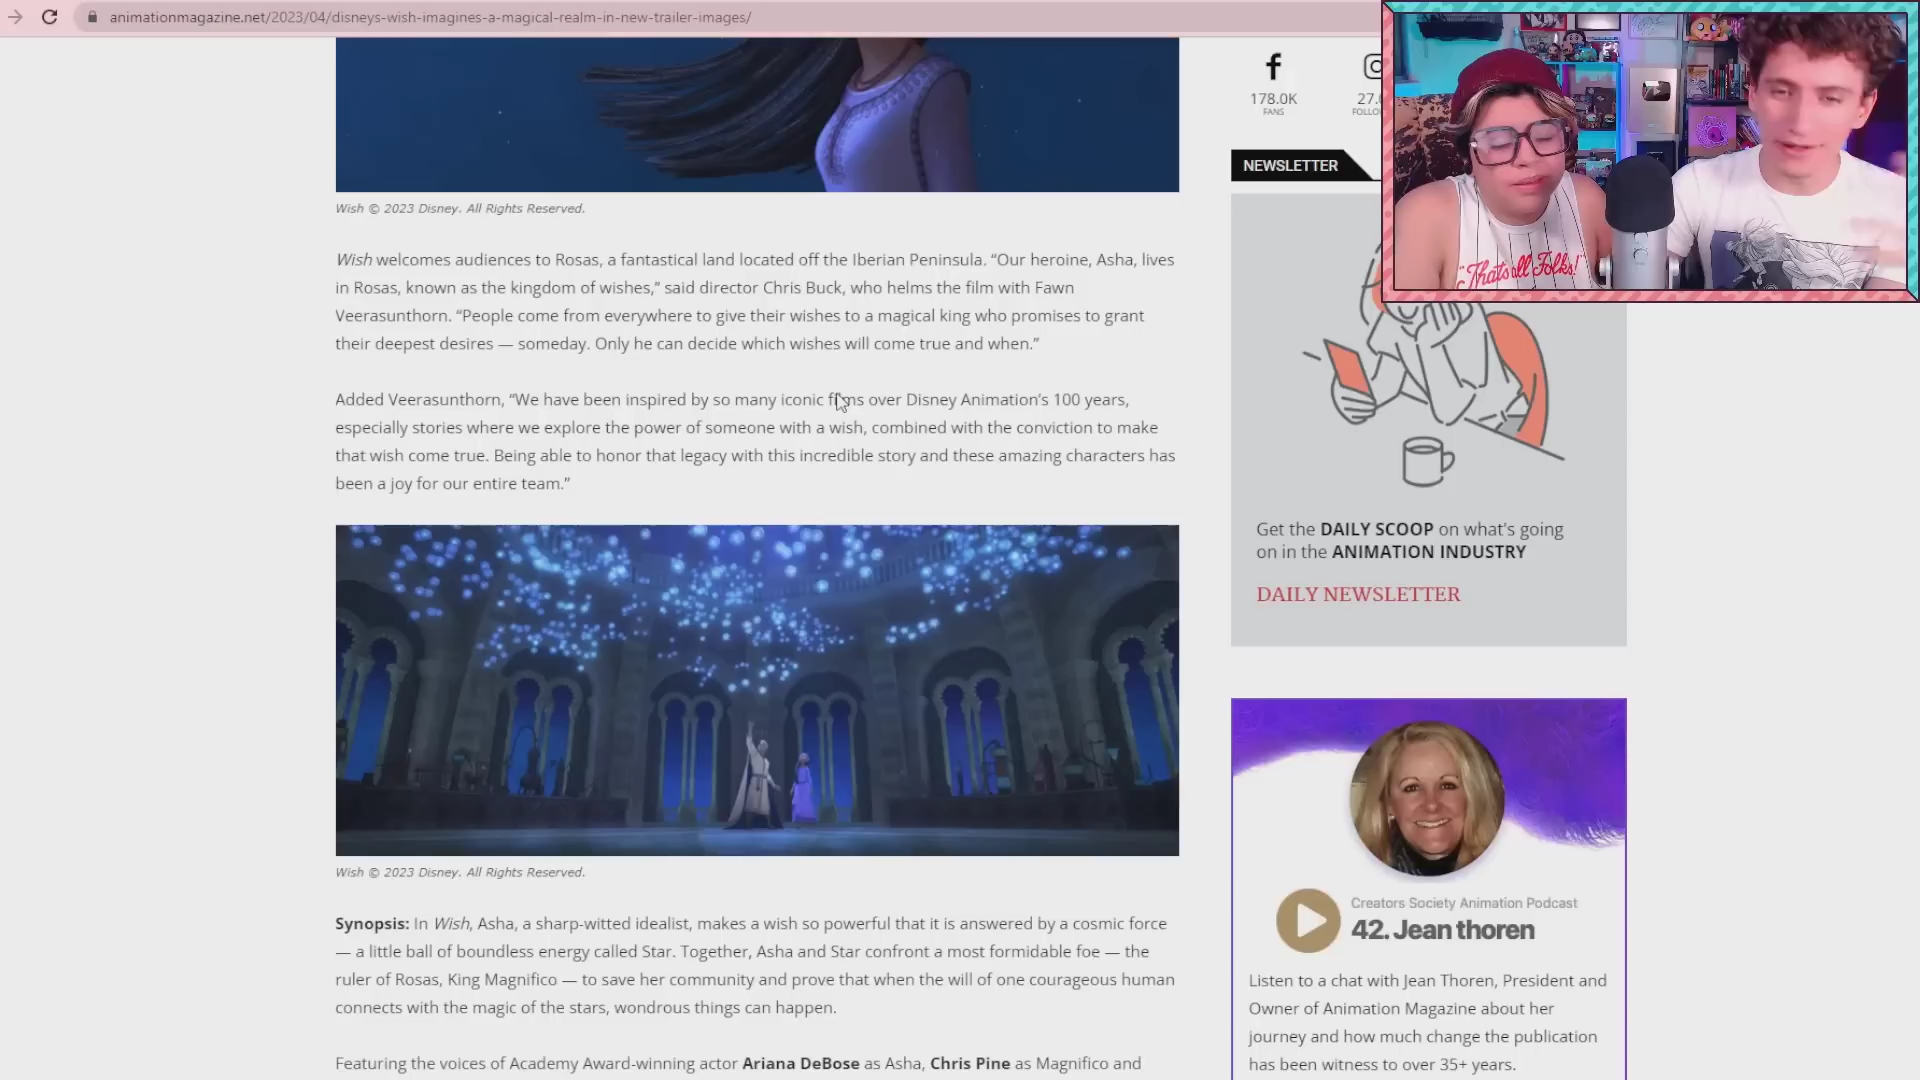 animationmagazine.net/2023/04/disneys-wish-imagines-a-magical-realm-in-new-trailer-images/
178.0K
FANS
NEWSLETTER
"That's all Folks!"
Wish © 2023 Disney. All Rights Reserved.
Wish welcomes audiences to Rosas, a fantastical land located off the Iberian Peninsula. “Our heroine, Asha, lives
in Rosas, known as the kingdom of wishes,” said director Chris Buck, who helms the film with Fawn
Veerasunthorn. “People come from everywhere to give their wishes to a magical king who promises to grant
their deepest desires — someday. Only he can decide which wishes will come true and when.”
Added Veerasunthorn, “We have been inspired by so many iconic films over Disney Animation’s 100 years,
especially stories where we explore the power of someone with a wish, combined with the conviction to make
that wish come true. Being able to honor that legacy with this incredible story and these amazing characters has
been a joy for our entire team.”
Get the DAILY SCOOP on what's going
on in the ANIMATION INDUSTRY
DAILY NEWSLETTER
Wish © 2023 Disney. All Rights Reserved.
Synopsis: In Wish, Asha, a sharp-witted idealist, makes a wish so powerful that it is answered by a cosmic force
— a little ball of boundless energy called Star. Together, Asha and Star confront a most formidable foe — the
ruler of Rosas, King Magnifico — to save her community and prove that when the will of one courageous human
connects with the magic of the stars, wondrous things can happen.
Featuring the voices of Academy Award-winning actor Ariana DeBose as Asha, Chris Pine as Magnifico and
Creators Society Animation Podcast
42. Jean thoren
Listen to a chat with Jean Thoren, President and
Owner of Animation Magazine about her
journey and how much change the publication
has been witness to over 35+ years.